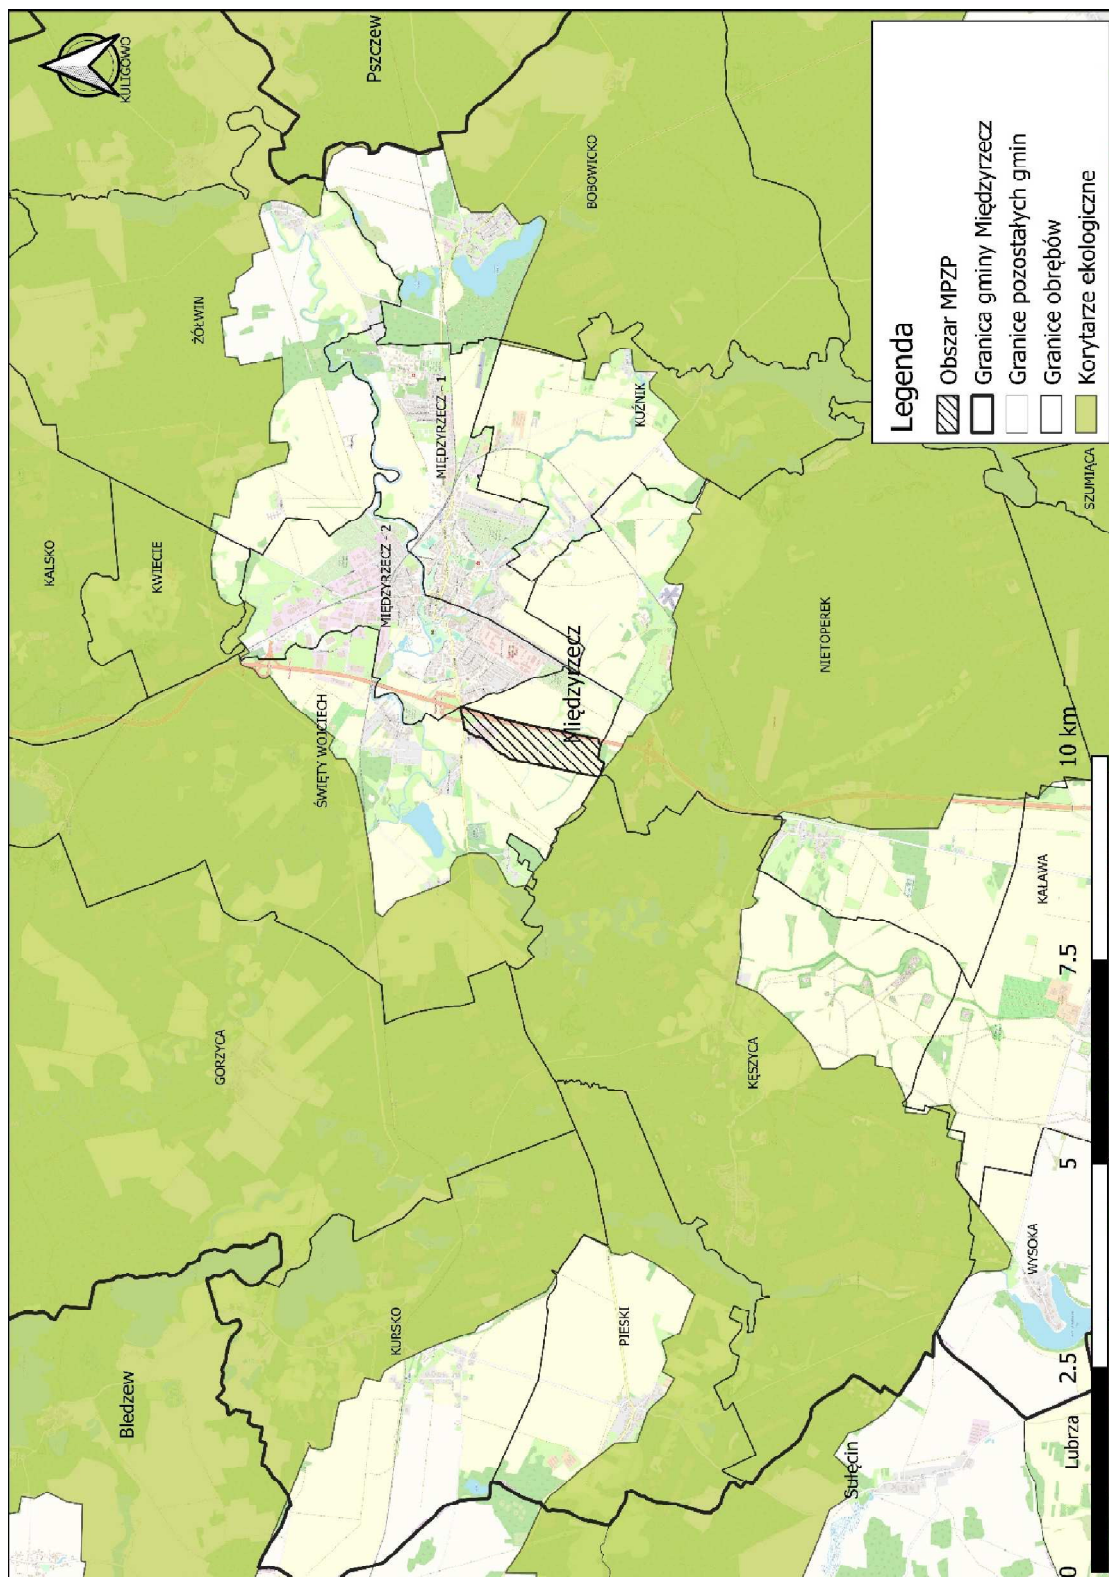 KULIGOWO
Pszczew
BOBOWICKO
ŻÓŁWIN
KUŹNIK
MIĘDZYRZECZ - 1
KALSKO
KWIECIE
MIĘDZYRZECZ - 2
SZUMIĄCA
NIETOPEREK
Międzyrzecz
ŚWIĘTY WOJCIECH
KAŁAWA
GORZYCA
KĘSZYCA
WYSOKA
KURSKO
PIESKI
Bledzew
Sulęcin
Lubrza
Legenda
Obszar MPZP
Granica gminy Międzyrzecz
Granice pozostałych gmin
Granice obrębów
Korytarze ekologiczne
0 2.5 5 7.5 10 km